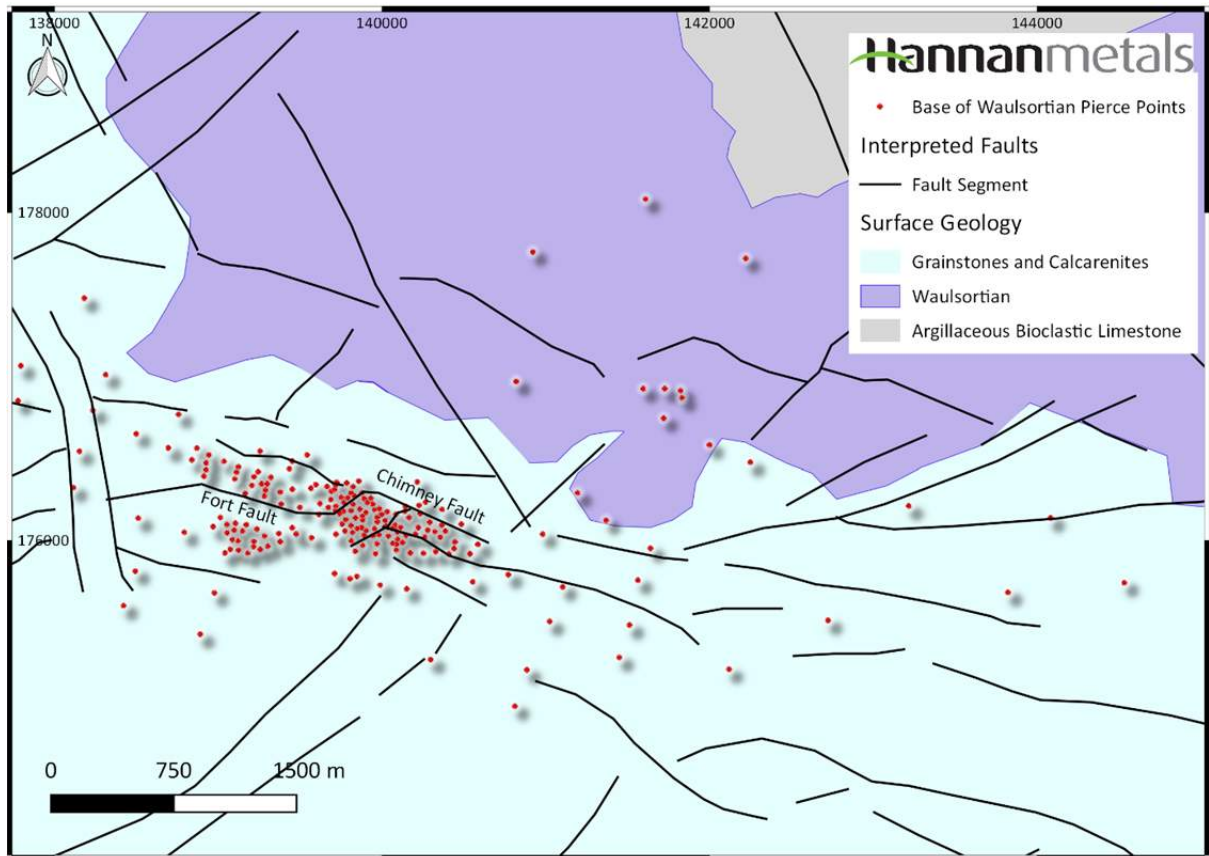 138000
140000
142000
144000
N
Hannanmetals
Base of Waulsortian Pierce Points
Interpreted Faults
Fault Segment
Surface Geology
Grainstones and Calcarenites
Waulsortian
Argillaceous Bioclastic Limestone
178000
Chimney Fault
Fort Fault
176000
0 750 1500 m